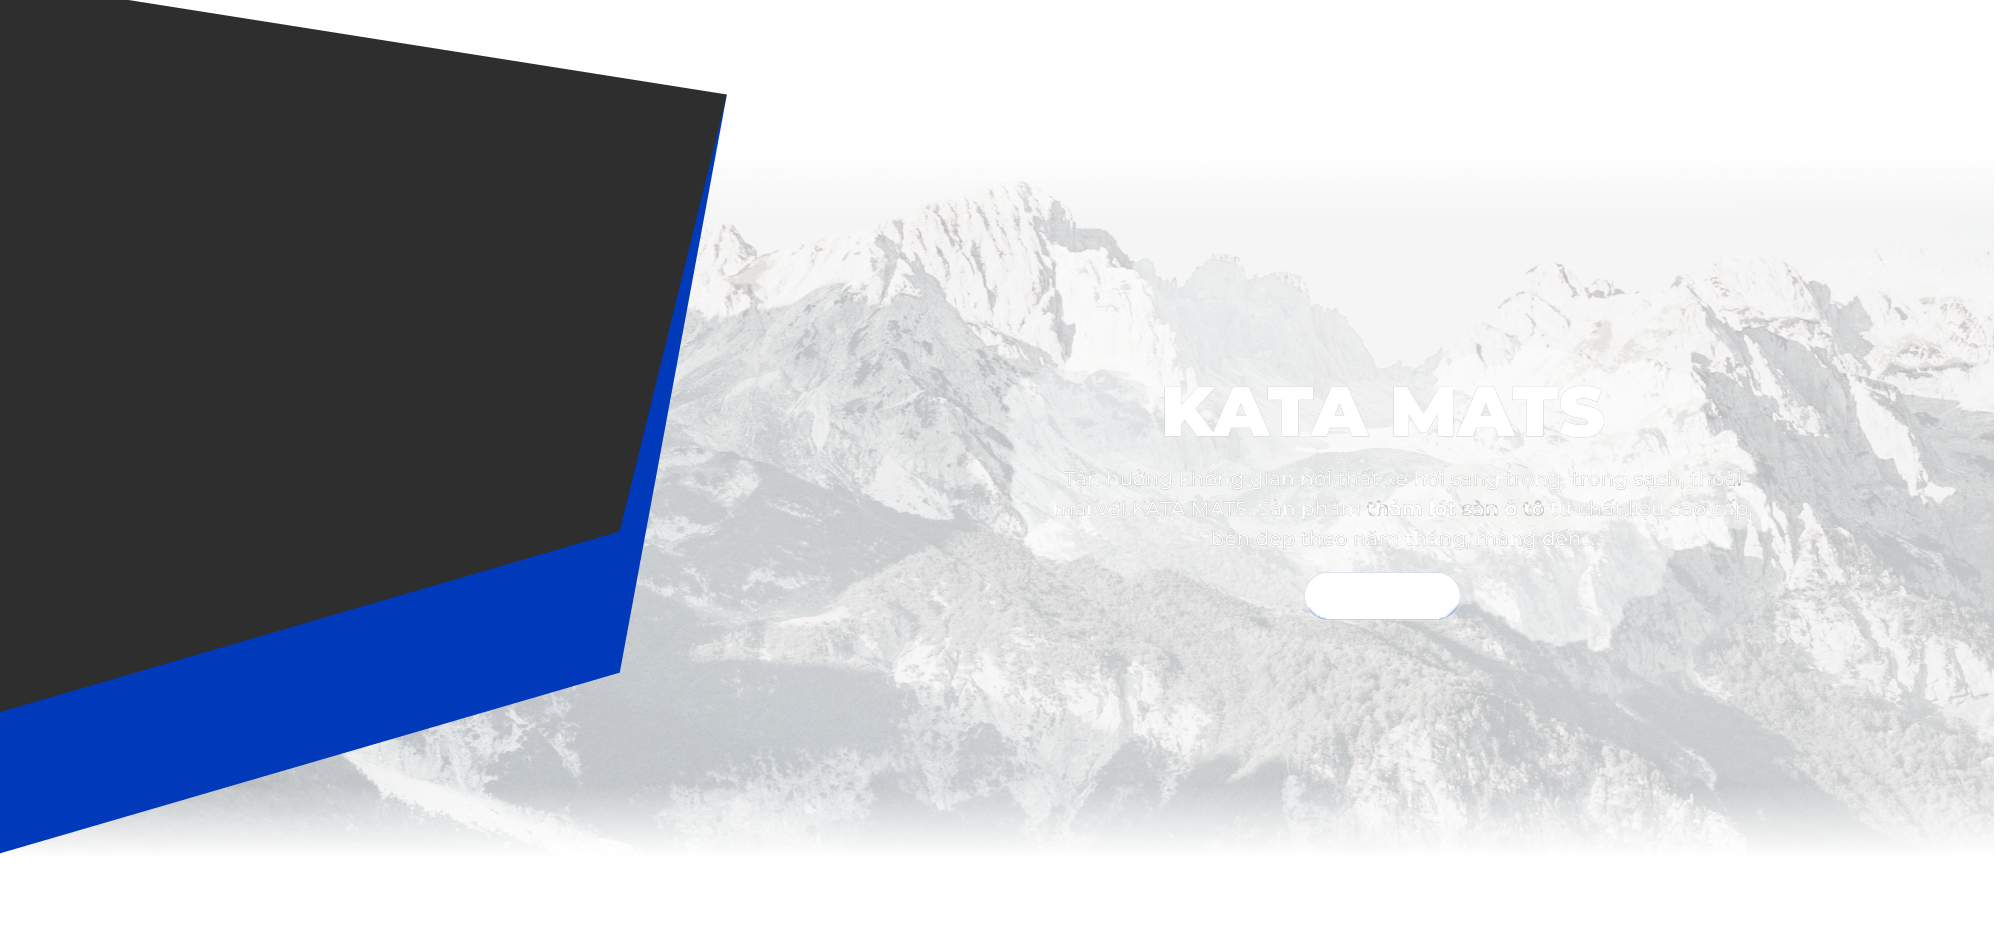 KATA MATS
Tận hưởng không gian nội thất xe hơi sang trọng, trong sạch, thoải
mái với KATA MATS. Sản phẩm thảm lót sàn ô tô từ chất liệu cao cấp,
bền đẹp theo năm tháng, mang đến...